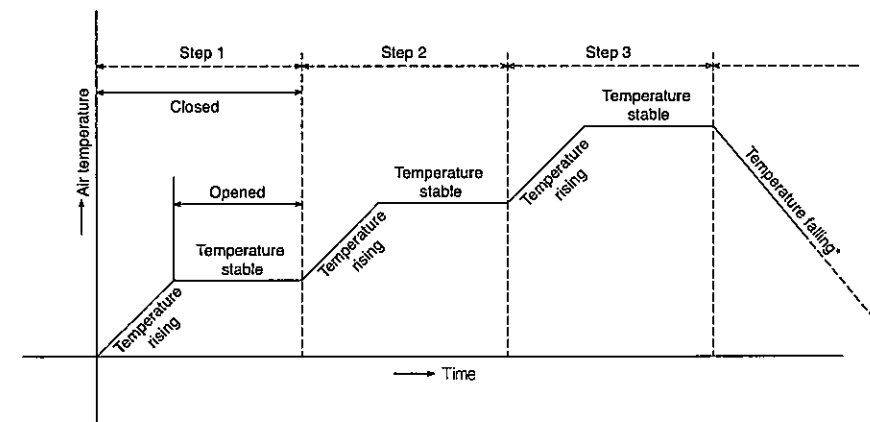 Step 1
Step 2
Step 3
Closed
Temperature
stable
Air temperature
Temperature
rising
Temperature
stable
Opened
Temperature falling*
Temperature
stable
Temperature
rising
Temperature
rising
Time